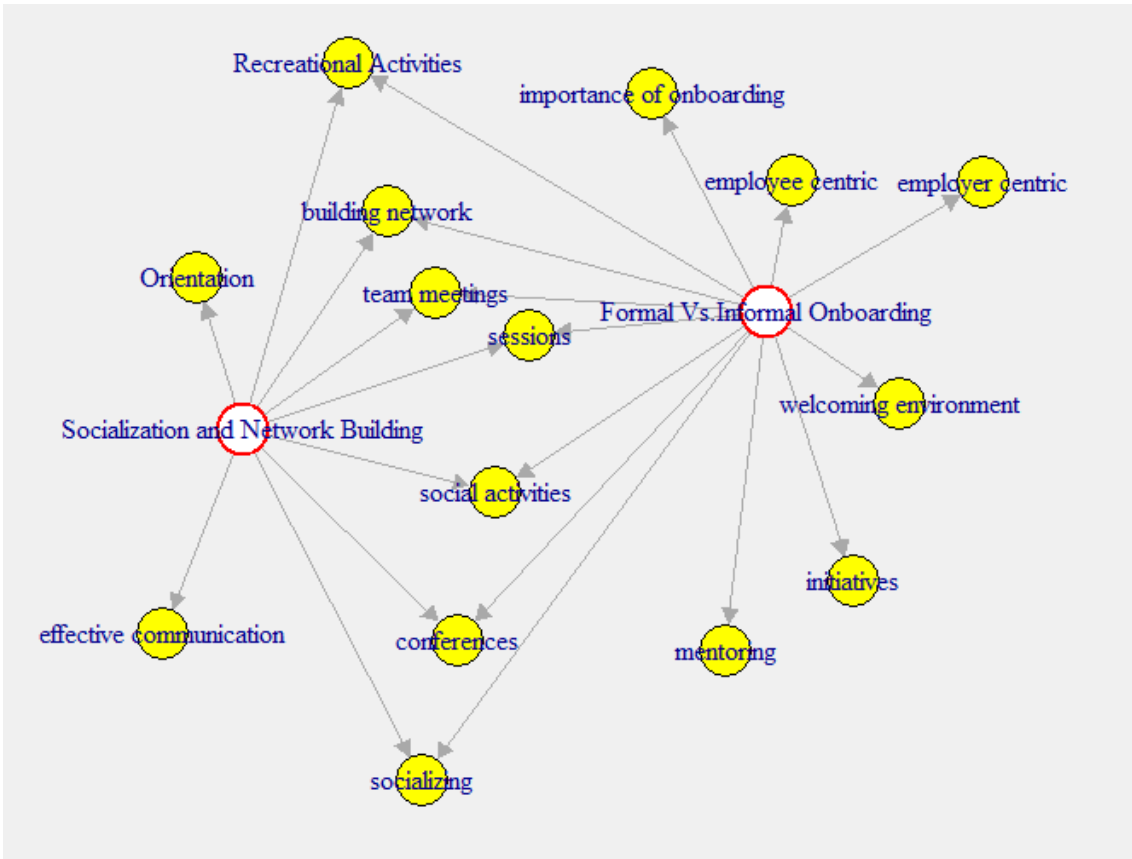 Recreational Activities
importance of onboarding
employee centric
employer centric
building network
Orientation
team meetings
Formal Vs.Informal Onboarding
sessions
welcoming environment
Socialization and Network Building
social activities
initiatives
effective communication
conferences
mentoring
socializing